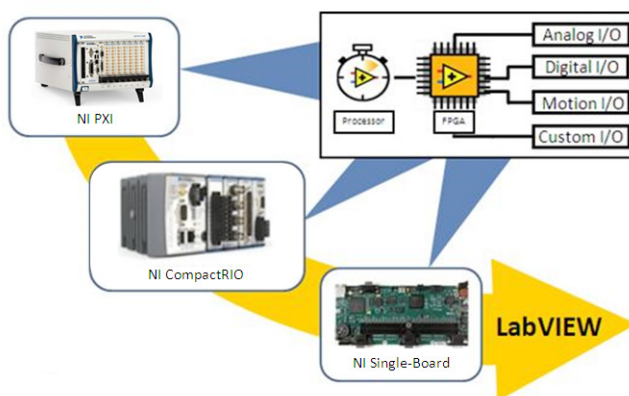 Analog I/O
Digital I/O
Motion I/O
Custom I/O
Processor
FPGA
NI PXI
NI CompactRIO
NI Single-Board
LabVIEW